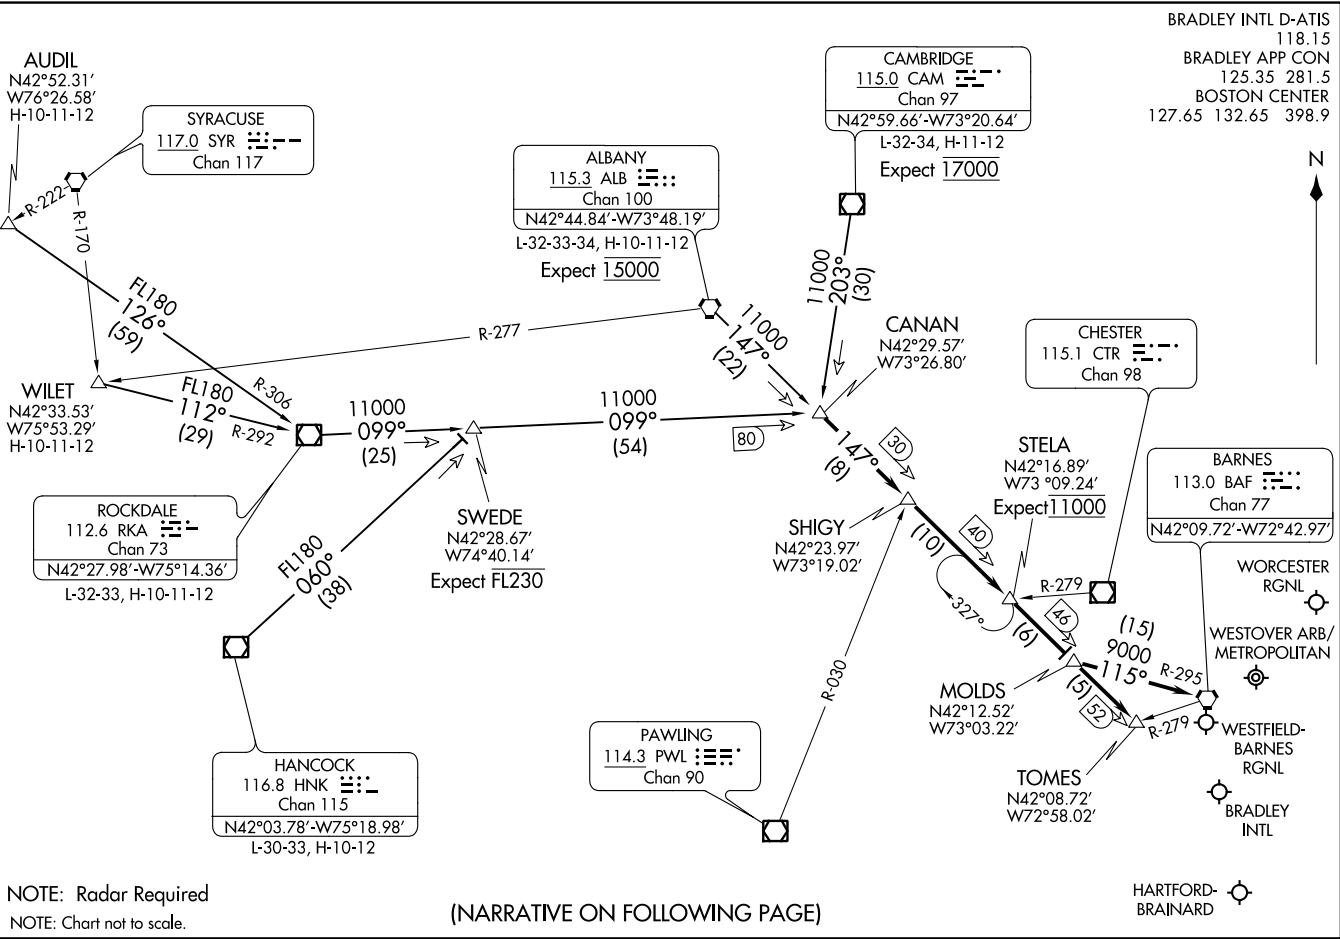 BRADLEY INTL D-ATIS
118.15
BRADLEY APP CON
125.35 281.5
BOSTON CENTER
127.65 132.65 398.9
AUDIL
N42°52.31′
W76°26.58′
H-10-11-12
SYRACUSE
117.0 SYR
Chan 117
ALBANY
115.3 ALB
Chan 100
N42°44.84′-W73°48.19′
L-32-33-34, H-10-11-12
Expect 15000
CAMBRIDGE
115.0 CAM
Chan 97
N42°59.66′-W73°20.64′
L-32-34, H-11-12
Expect 17000
N
R-222
R-170
FL180
126°
(59)
R-277
11000
147°
(22)
11000
203°
(30)
CANAN
N42°29.57′
W73°26.80′
CHESTER
115.1 CTR
Chan 98
WILET
N42°33.53′
W75°53.29′
H-10-11-12
FL180
112°
(29)
R-306
R-292
11000
099°
(25)
11000
099°
(54)
80
147°
(8)
30
STELA
N42°16.89′
W73 °09.24′
Expect 11000
BARNES
113.0 BAF
Chan 77
N42°09.72′-W72°42.97′
ROCKDALE
112.6 RKA
Chan 73
N42°27.98′-W75°14.36′
L-32-33, H-10-11-12
SWEDE
N42°28.67′
W74°40.14′
Expect FL230
FL180
060°
(38)
SHIGY
N42°23.97′
W73°19.02′
(10)
40
327°
R-279
(6)
46
(15)
9000
115°
R-295
WORCESTER
RGNL
WESTOVER ARB/
METROPOLITAN
R-030
MOLDS
N42°12.52′
W73°03.22′
(5)
52
R-279
WESTFIELD-
BARNES
RGNL
HANCOCK
116.8 HNK
Chan 115
N42°03.78′-W75°18.98′
L-30-33, H-10-12
PAWLING
114.3 PWL
Chan 90
TOMES
N42°08.72′
W72°58.02′
BRADLEY
INTL
HARTFORD-
BRAINARD
NOTE: Radar Required
NOTE: Chart not to scale.
(NARRATIVE ON FOLLOWING PAGE)